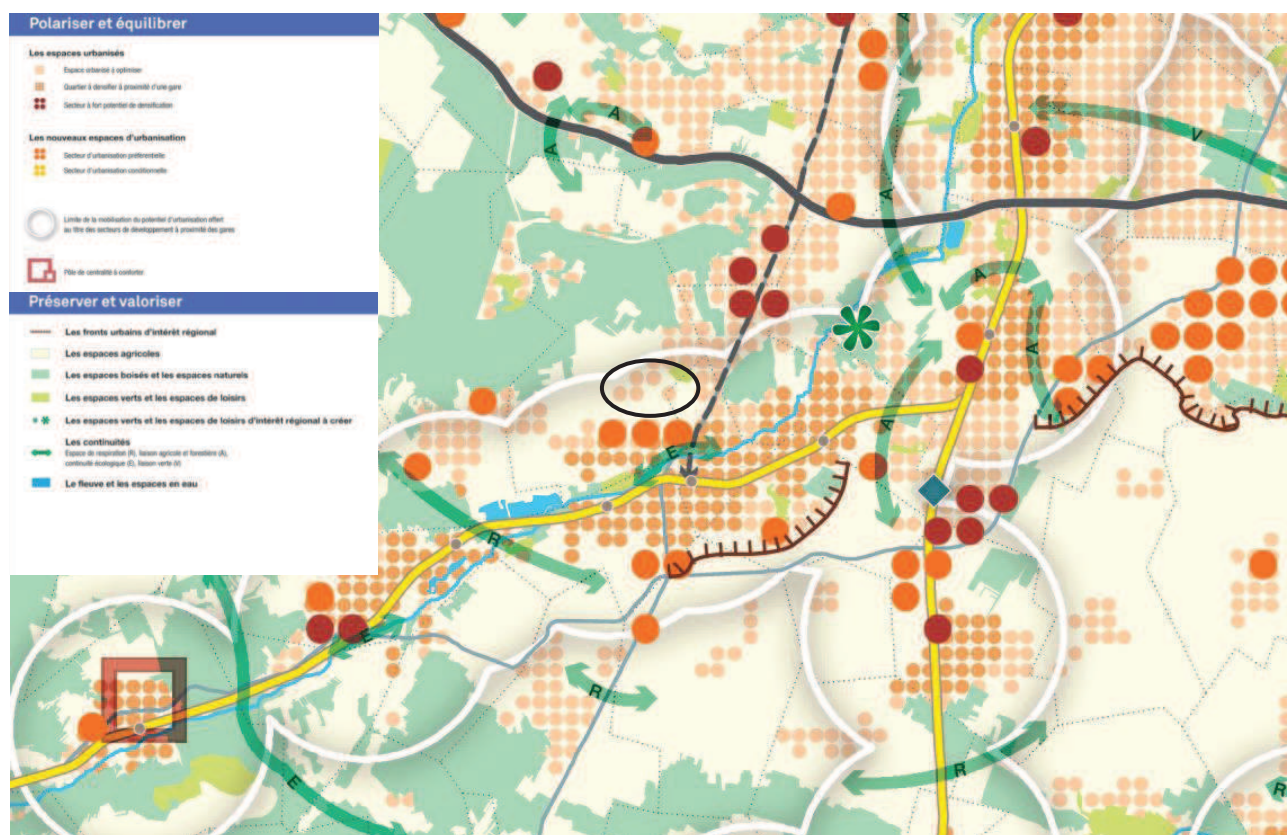 Polariser et équilibrer
Les espaces urbanisés
Espace urbanisé à optimiser
Quartier à densifier à proximité d'une gare
Secteur à fort potentiel de densification
Les nouveaux espaces d'urbanisation
Secteur d'urbanisation préférentielle
Secteur d'urbanisation conditionnelle
Limite de la mobilisation du potentiel d'urbanisation offert
au titre des secteurs de développement à proximité des gares
Pôle de centralité à conforter
Préserver et valoriser
Les fronts urbains d'intérêt régional
Les espaces agricoles
Les espaces boisés et les espaces naturels
Les espaces verts et les espaces de loisirs
Les espaces verts et les espaces de loisirs d'intérêt régional à créer
Les continuités
Espace de respiration (R), liaison agricole et forestière (A),
continuité écologique (E), liaison verte (V)
Le fleuve et les espaces en eau
A
A
A
V
A
A
A
A
E
R
E
R
E
R
R